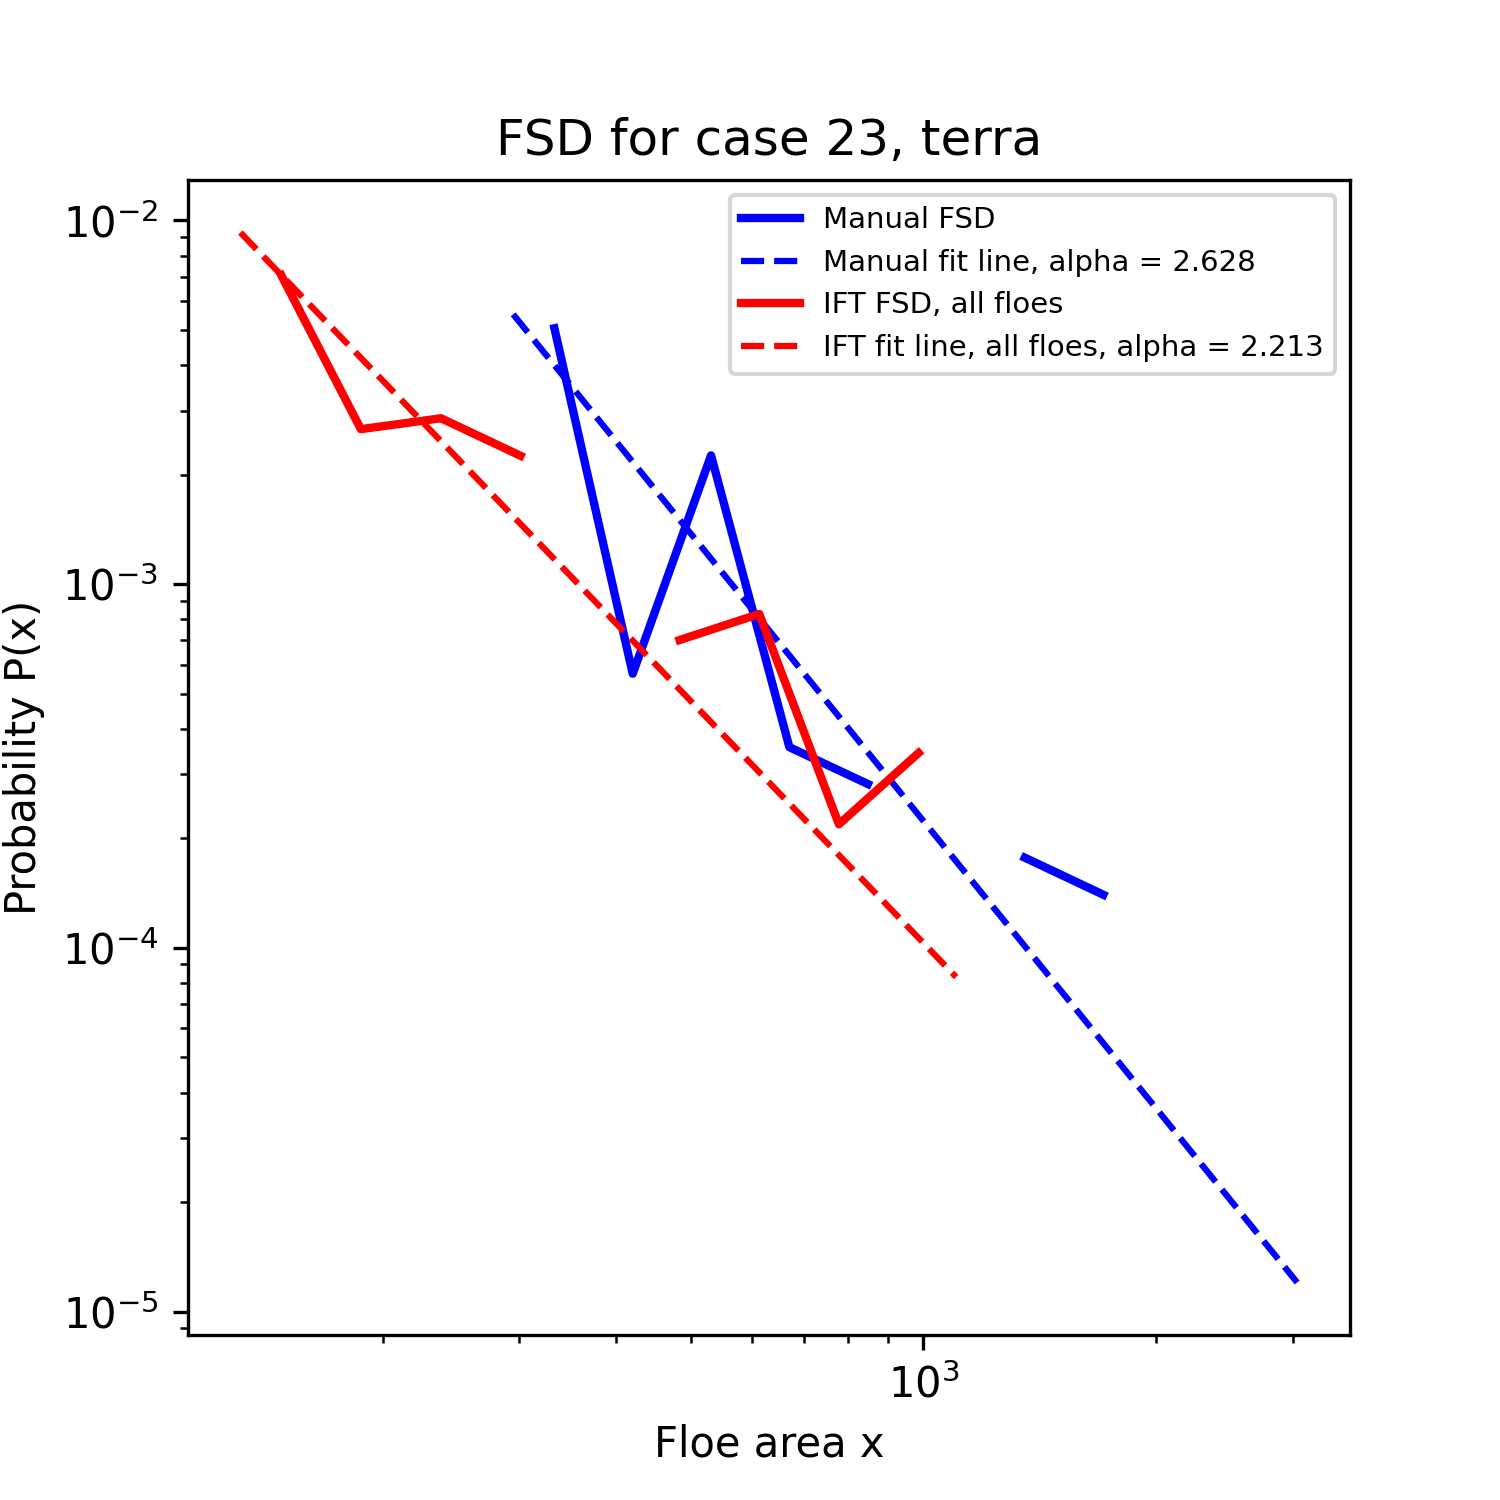 FSD for case 23, terra
Manual FSD
Manual fit line, alpha = 2.628
IFT FSD, all floes
IFT fit line, all floes, alpha = 2.213
10⁻²
10⁻³
10⁻⁴
10⁻⁵
Probability P(x)
10³
Floe area x